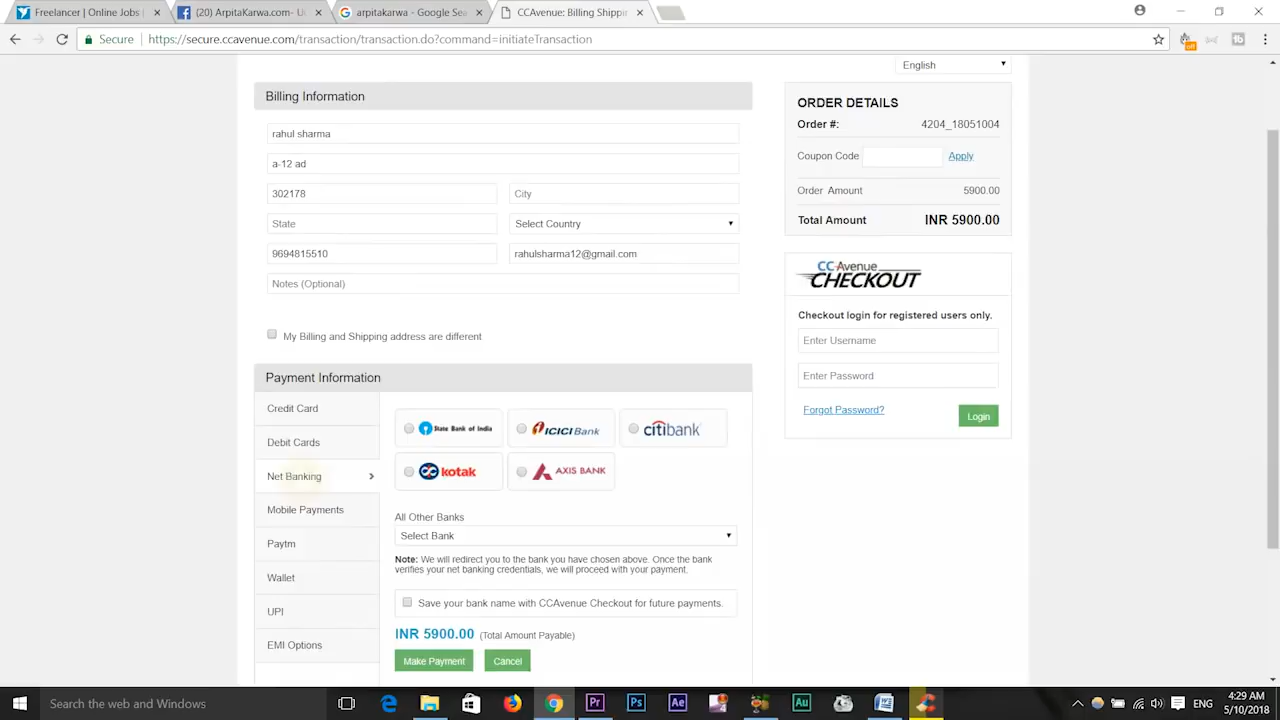 Freelancer | Online Jobs
(20) ArpitaKarwa.com- Ui
arpitakarwa - Google Sea
CCAvenue: Billing Shippin
Secure
https://secure.ccavenue.com/transaction/transaction.do?command=initiateTransaction
off
English
Billing Information
rahul sharma
a-12 ad
302178
City
State
Select Country
9694815510
rahulsharma12@gmail.com
Notes (Optional)
My Billing and Shipping address are different
ORDER DETAILS
Order #: 4204_18051004
Coupon Code Apply
Order Amount 5900.00
Total Amount INR 5900.00
CCAvenue
CHECKOUT
Checkout login for registered users only.
Enter Username
Enter Password
Forgot Password?
Login
Payment Information
Credit Card
Debit Cards
Net Banking
Mobile Payments
Paytm
Wallet
UPI
EMI Options
State Bank of India
ICICI Bank
citibank
kotak
AXIS BANK
All Other Banks
Select Bank
Note: We will redirect you to the bank you have chosen above. Once the bank
verifies your net banking credentials, we will proceed with your payment.
Save your bank name with CCAvenue Checkout for future payments.
INR 5900.00 (Total Amount Payable)
Make Payment
Cancel
Search the web and Windows
Pr
Ps
Ae
Au
ENG
4:29 AM
5/10/2018